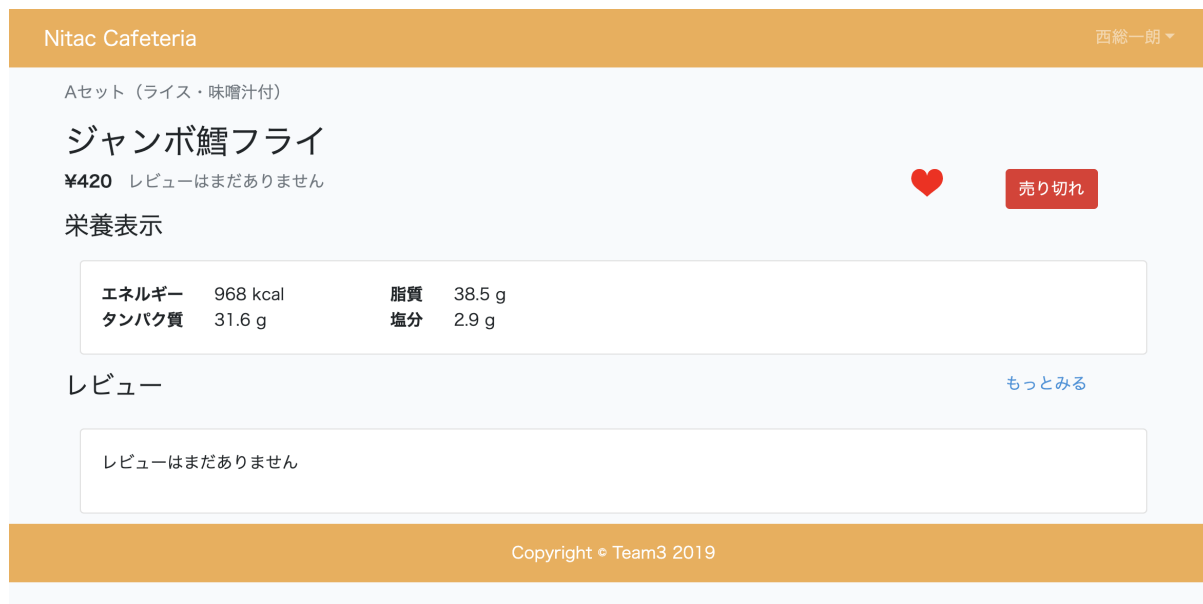 Nitac Cafeteria 西総一朗
Aセット（ライス・味噌汁付）
ジャンボ鱈フライ
¥420 レビューはまだありません
売り切れ
栄養表示
エネルギー 968 kcal 脂質 38.5 g
タンパク質 31.6 g 塩分 2.9 g
レビュー もっとみる
レビューはまだありません
Copyright © Team3 2019